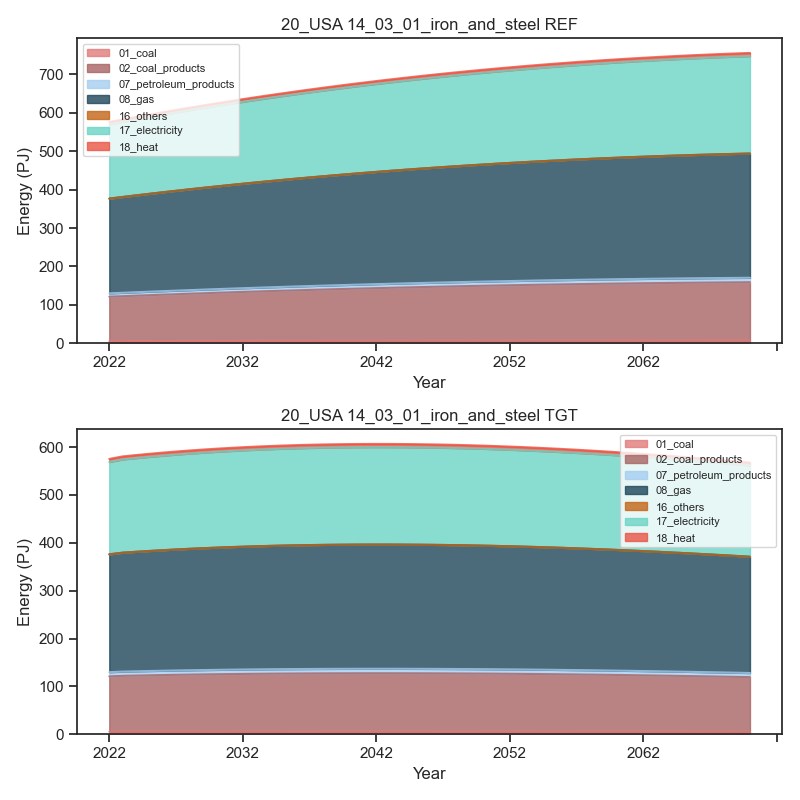 20_USA 14_03_01_iron_and_steel REF
01_coal
02_coal_products
07_petroleum_products
08_gas
16_others
17_electricity
18_heat
Energy (PJ)
700
600
500
400
300
200
100
0
2022 2032 2042 2052 2062
Year
20_USA 14_03_01_iron_and_steel TGT
01_coal
02_coal_products
07_petroleum_products
08_gas
16_others
17_electricity
18_heat
Energy (PJ)
600
500
400
300
200
100
0
2022 2032 2042 2052 2062
Year